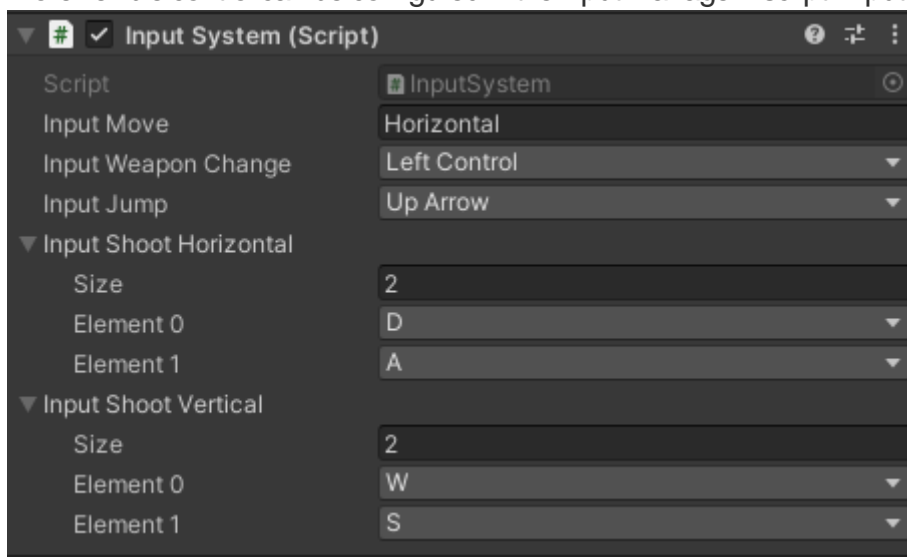 Input System (Script)
Script InputSystem
Input Move Horizontal
Input Weapon Change Left Control
Input Jump Up Arrow
Input Shoot Horizontal
Size 2
Element 0 D
Element 1 A
Input Shoot Vertical
Size 2
Element 0 W
Element 1 S